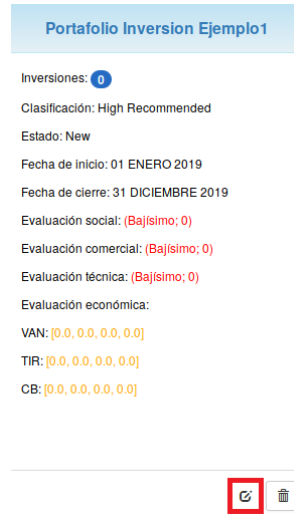 Portafolio Inversion Ejemplo1
Inversiones: 0
Clasificación: High Recommended
Estado: New
Fecha de inicio: 01 ENERO 2019
Fecha de cierre: 31 DICIEMBRE 2019
Evaluación social: (Bajísimo; 0)
Evaluación comercial: (Bajísimo; 0)
Evaluación técnica: (Bajísimo; 0)
Evaluación económica:
VAN: [0.0, 0.0, 0.0, 0.0]
TIR: [0.0, 0.0, 0.0, 0.0]
CB: [0.0, 0.0, 0.0, 0.0]